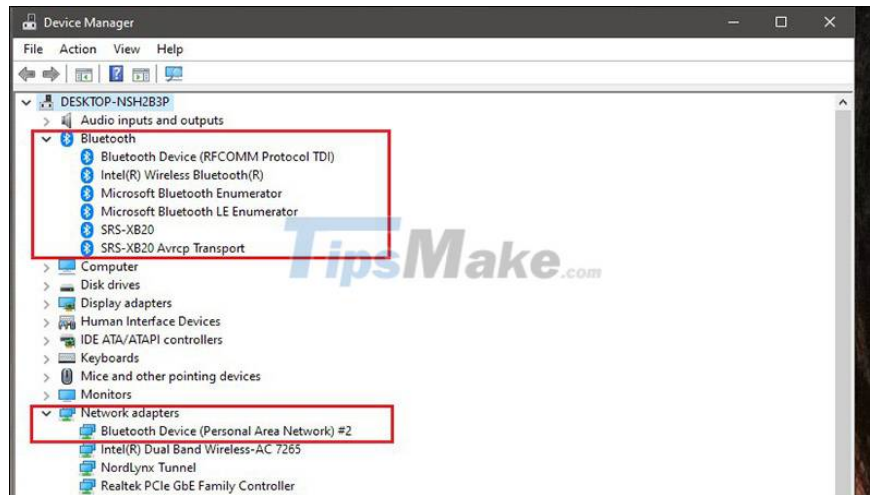 Device Manager
File Action View Help
DESKTOP-NSH2B3P
Audio inputs and outputs
Bluetooth
Bluetooth Device (RFCOMM Protocol TDI)
Intel(R) Wireless Bluetooth(R)
Microsoft Bluetooth Enumerator
Microsoft Bluetooth LE Enumerator
SRS-XB20
SRS-XB20 Avrcp Transport
TipsMake.com
Computer
Disk drives
Display adapters
Human Interface Devices
IDE ATA/ATAPI controllers
Keyboards
Mice and other pointing devices
Monitors
Network adapters
Bluetooth Device (Personal Area Network) #2
Intel(R) Dual Band Wireless-AC 7265
NordLynx Tunnel
Realtek PCIe GbE Family Controller